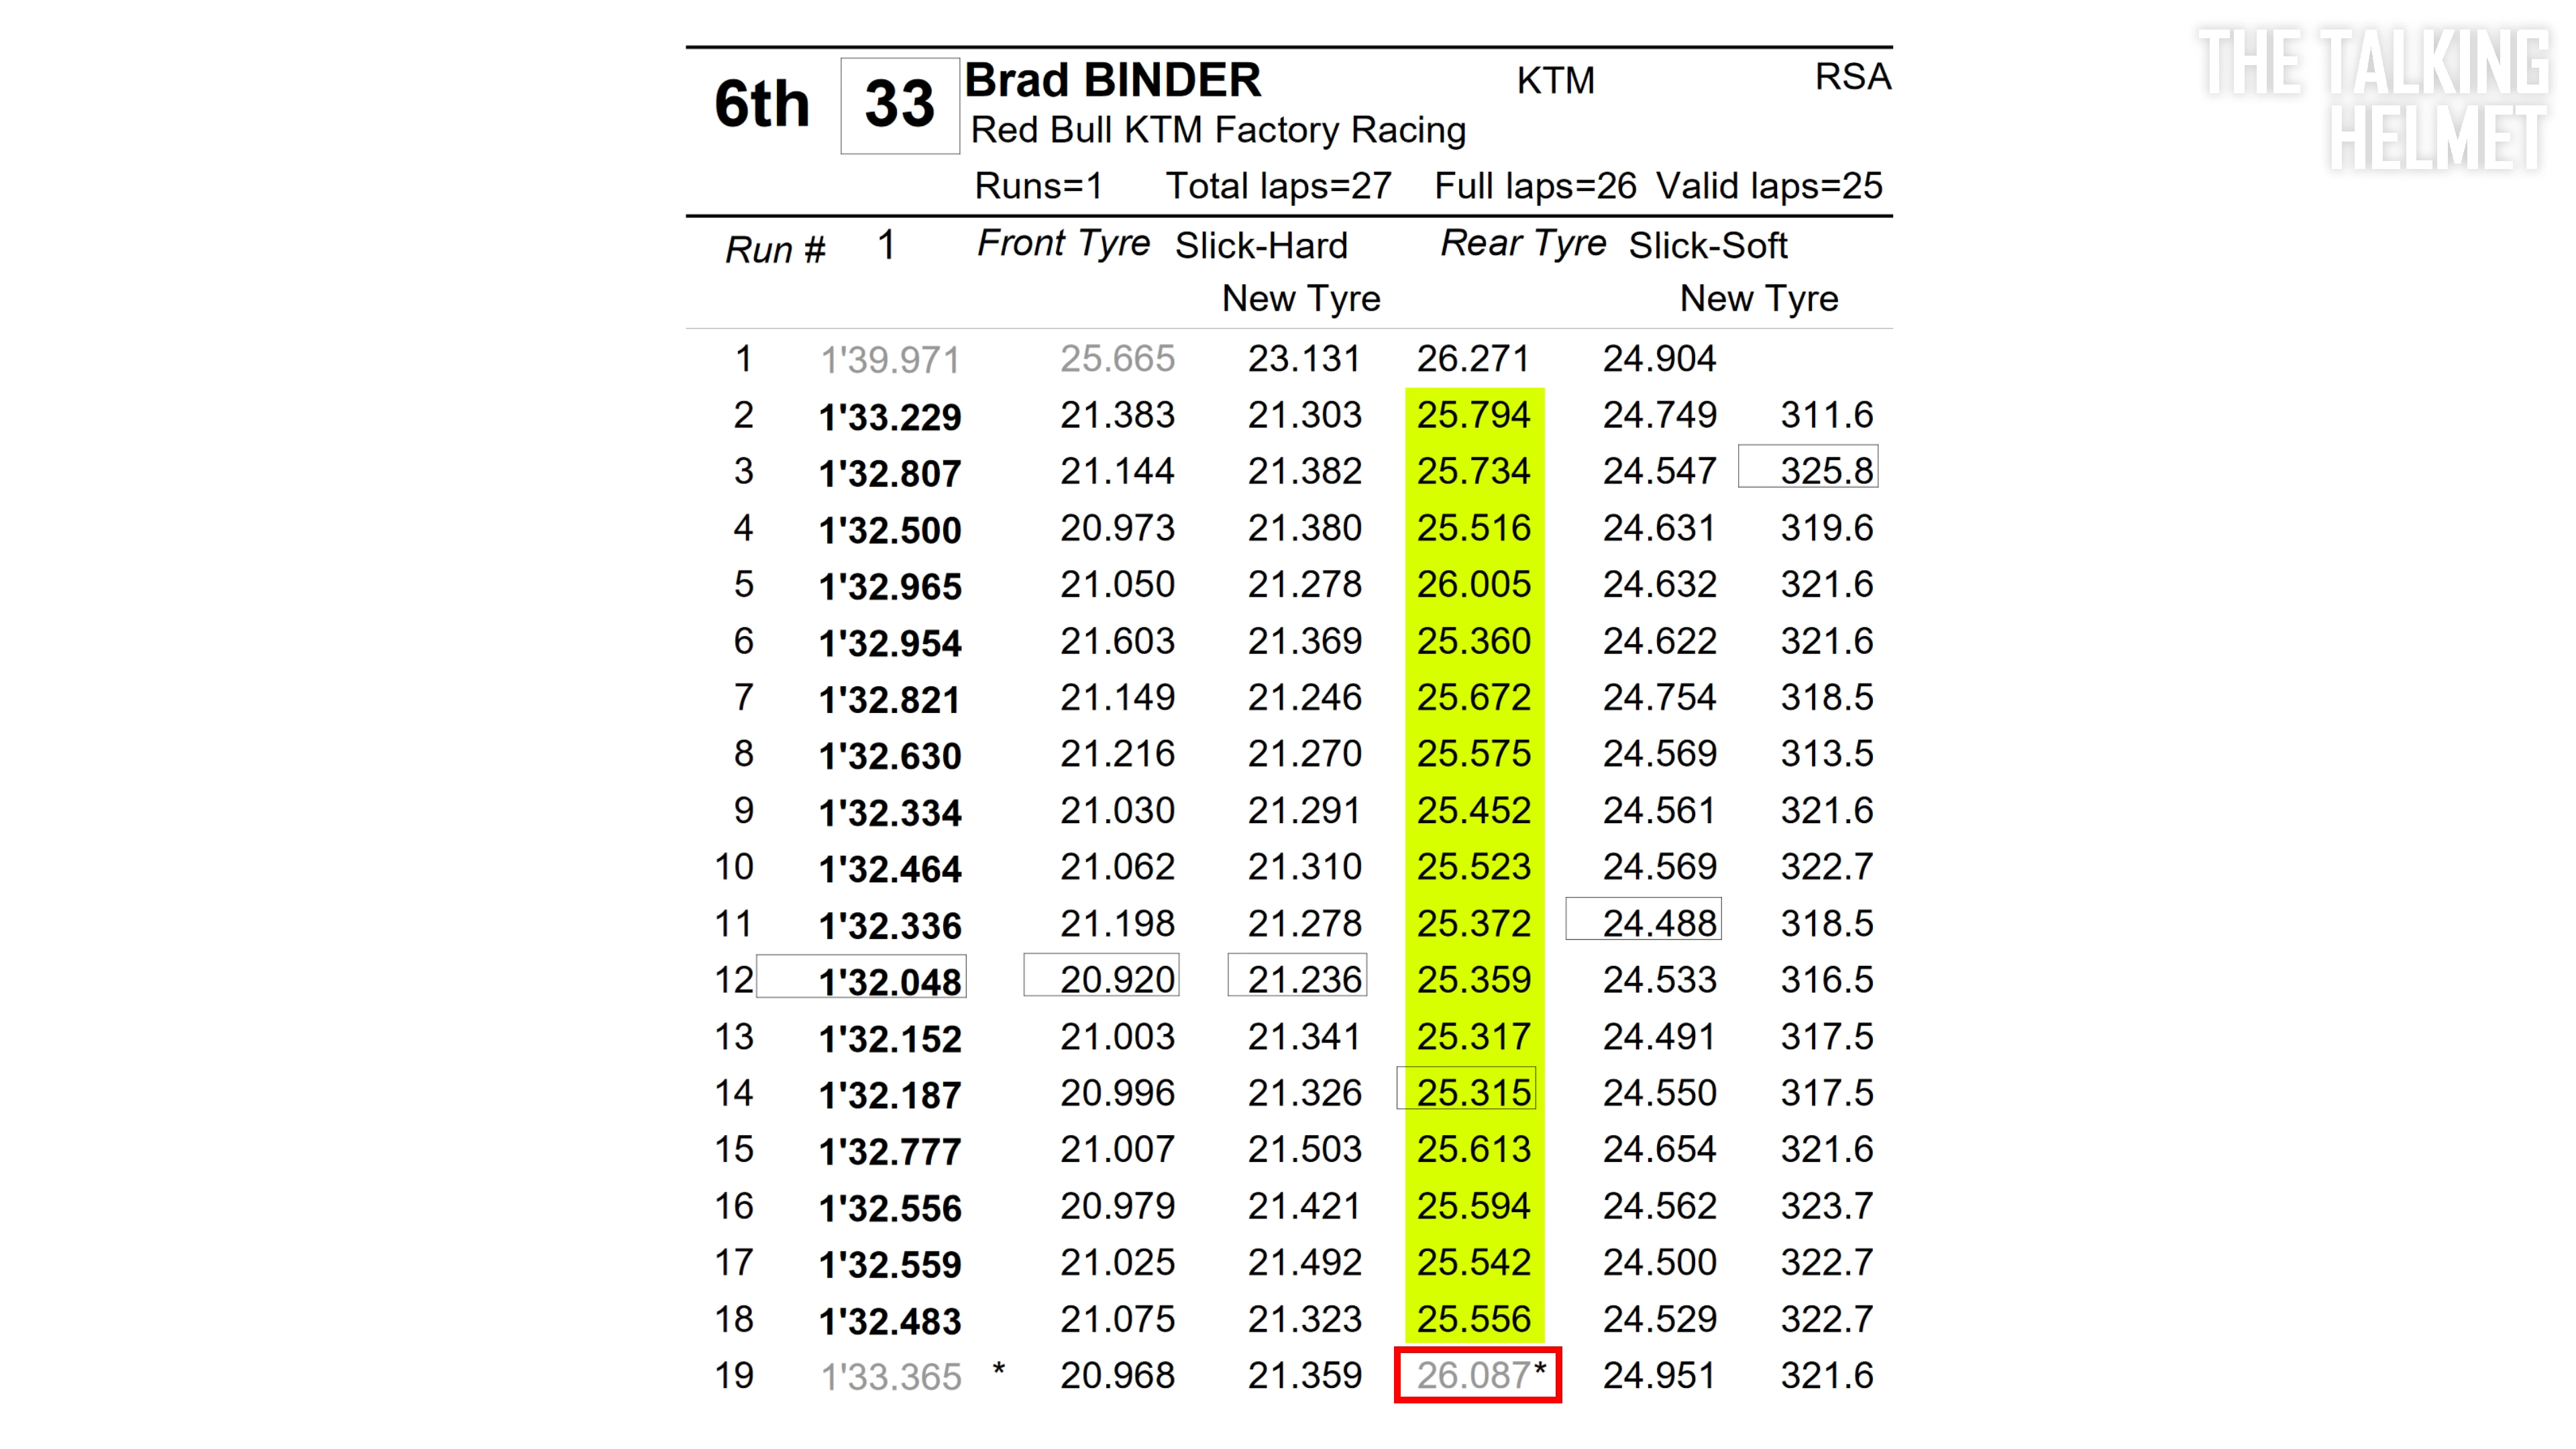 THE TALKING
HELMET
6th 33 Brad BINDER KTM RSA
Red Bull KTM Factory Racing
Runs=1 Total laps=27 Full laps=26 Valid laps=25
Run # 1 Front Tyre Slick-Hard Rear Tyre Slick-Soft
New Tyre New Tyre
1 1'39.971 25.665 23.131 26.271 24.904
2 1'33.229 21.383 21.303 25.794 24.749 311.6
3 1'32.807 21.144 21.382 25.734 24.547 325.8
4 1'32.500 20.973 21.380 25.516 24.631 319.6
5 1'32.965 21.050 21.278 26.005 24.632 321.6
6 1'32.954 21.603 21.369 25.360 24.622 321.6
7 1'32.821 21.149 21.246 25.672 24.754 318.5
8 1'32.630 21.216 21.270 25.575 24.569 313.5
9 1'32.334 21.030 21.291 25.452 24.561 321.6
10 1'32.464 21.062 21.310 25.523 24.569 322.7
11 1'32.336 21.198 21.278 25.372 24.488 318.5
12 1'32.048 20.920 21.236 25.359 24.533 316.5
13 1'32.152 21.003 21.341 25.317 24.491 317.5
14 1'32.187 20.996 21.326 25.315 24.550 317.5
15 1'32.777 21.007 21.503 25.613 24.654 321.6
16 1'32.556 20.979 21.421 25.594 24.562 323.7
17 1'32.559 21.025 21.492 25.542 24.500 322.7
18 1'32.483 21.075 21.323 25.556 24.529 322.7
19 1'33.365 * 20.968 21.359 26.087* 24.951 321.6